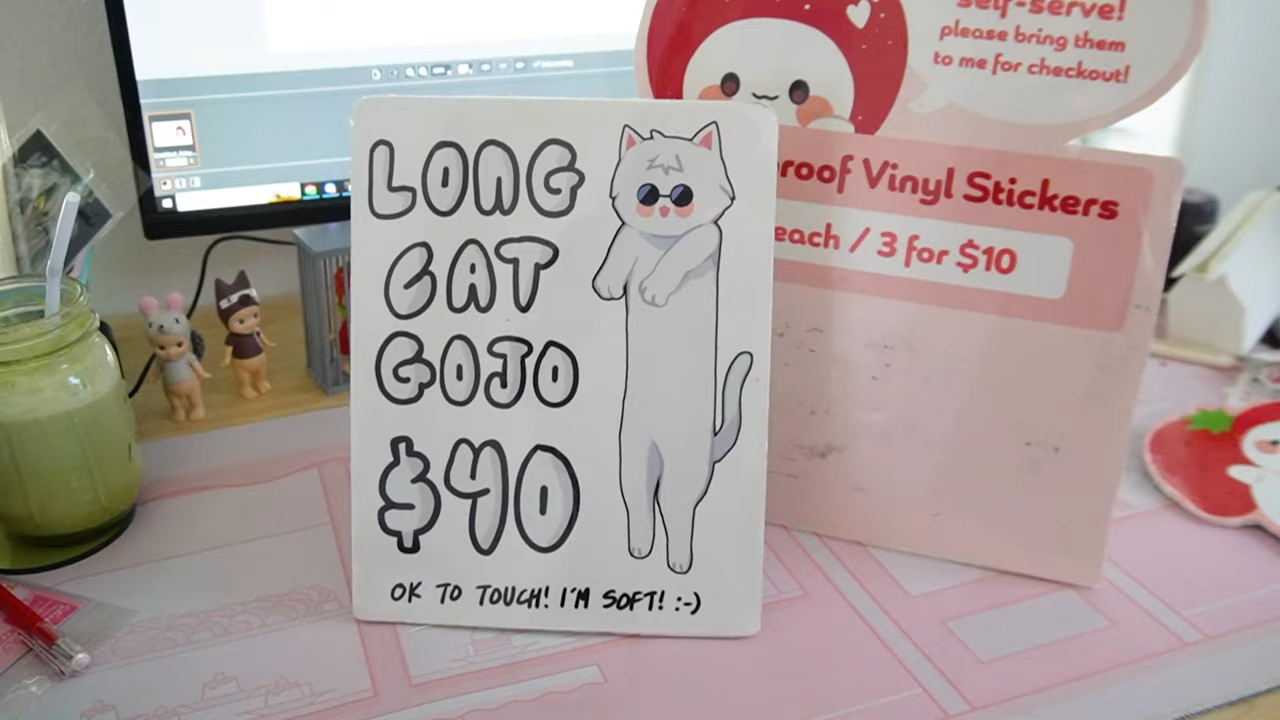 LONG
CAT
GOJO
$40
OK TO TOUCH! I'M SOFT! :-)
self-serve!
please bring them
to me for checkout!
proof Vinyl Stickers
each / 3 for $10